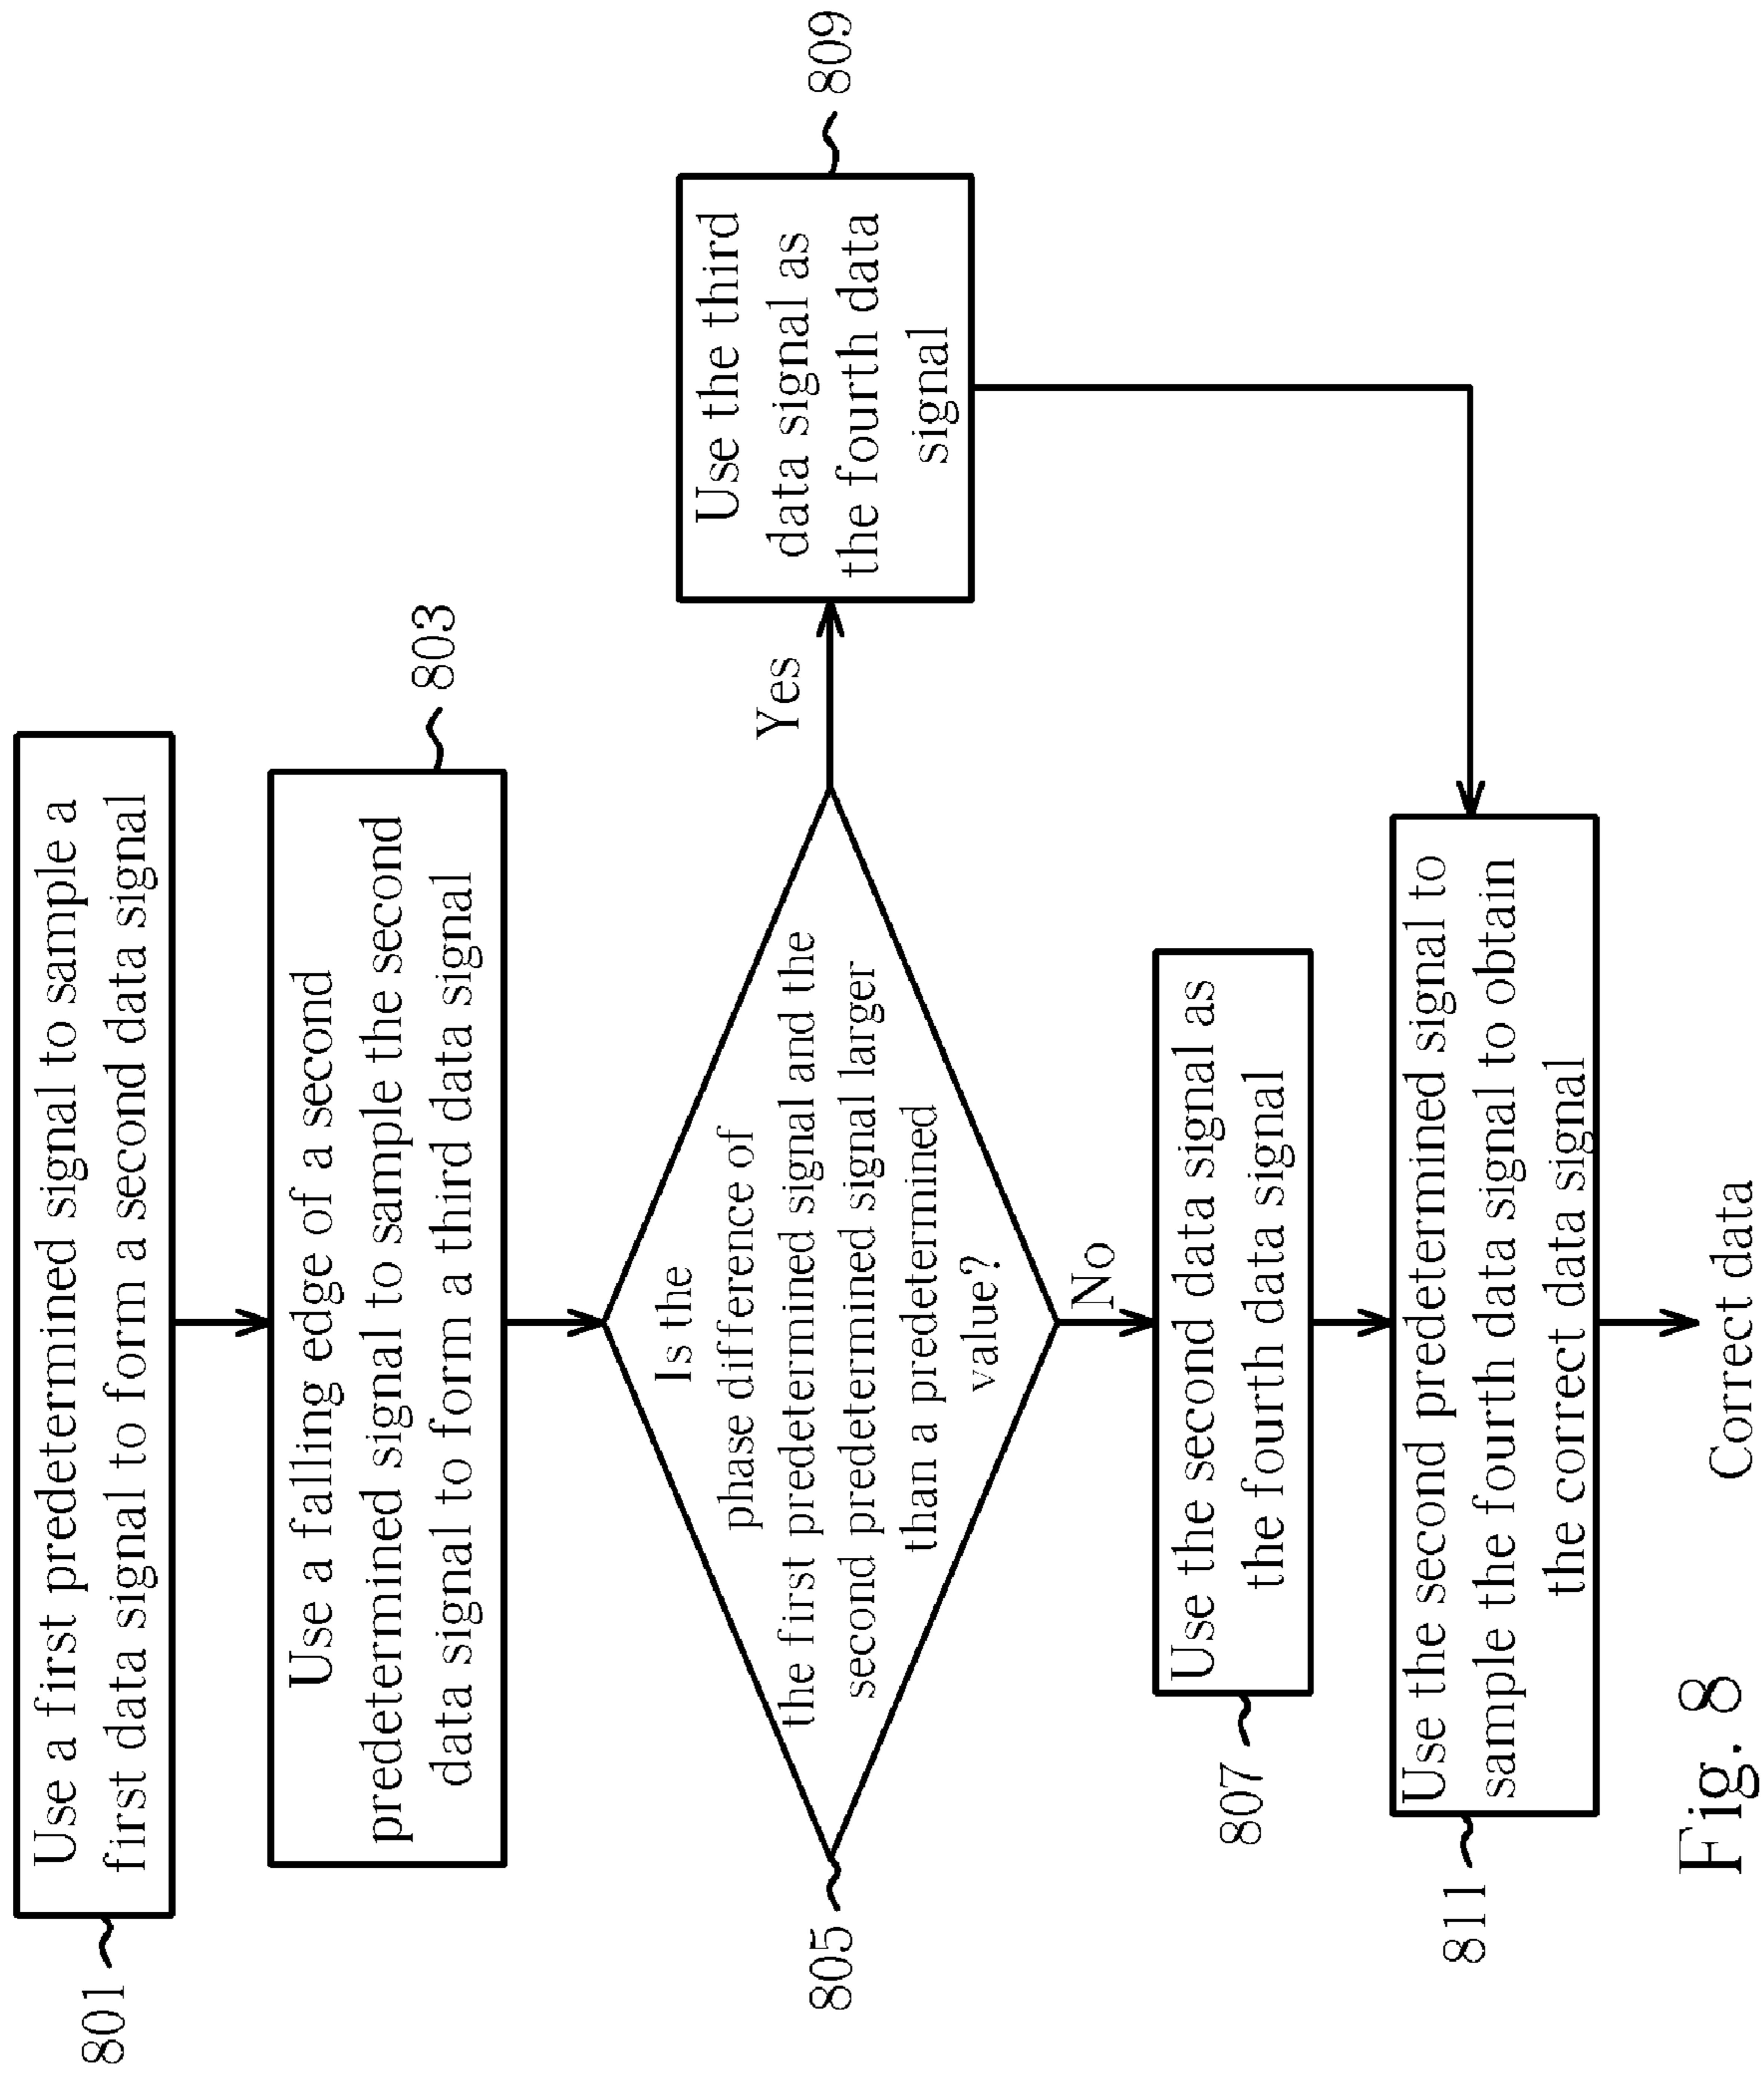 801
Use a first predetermined signal to sample a
first data signal to form a second data signal
803
Use a falling edge of a second
predetermined signal to sample the second
data signal to form a third data signal
805
Is the
phase difference of
the first predetermined signal and the
second predetermined signal larger
than a predetermined
value?
Yes
No
809
Use the third
data signal as
the fourth data
signal
807
Use the second data signal as
the fourth data signal
811
Use the second predetermined signal to
sample the fourth data signal to obtain
the correct data signal
Correct data
Fig. 8